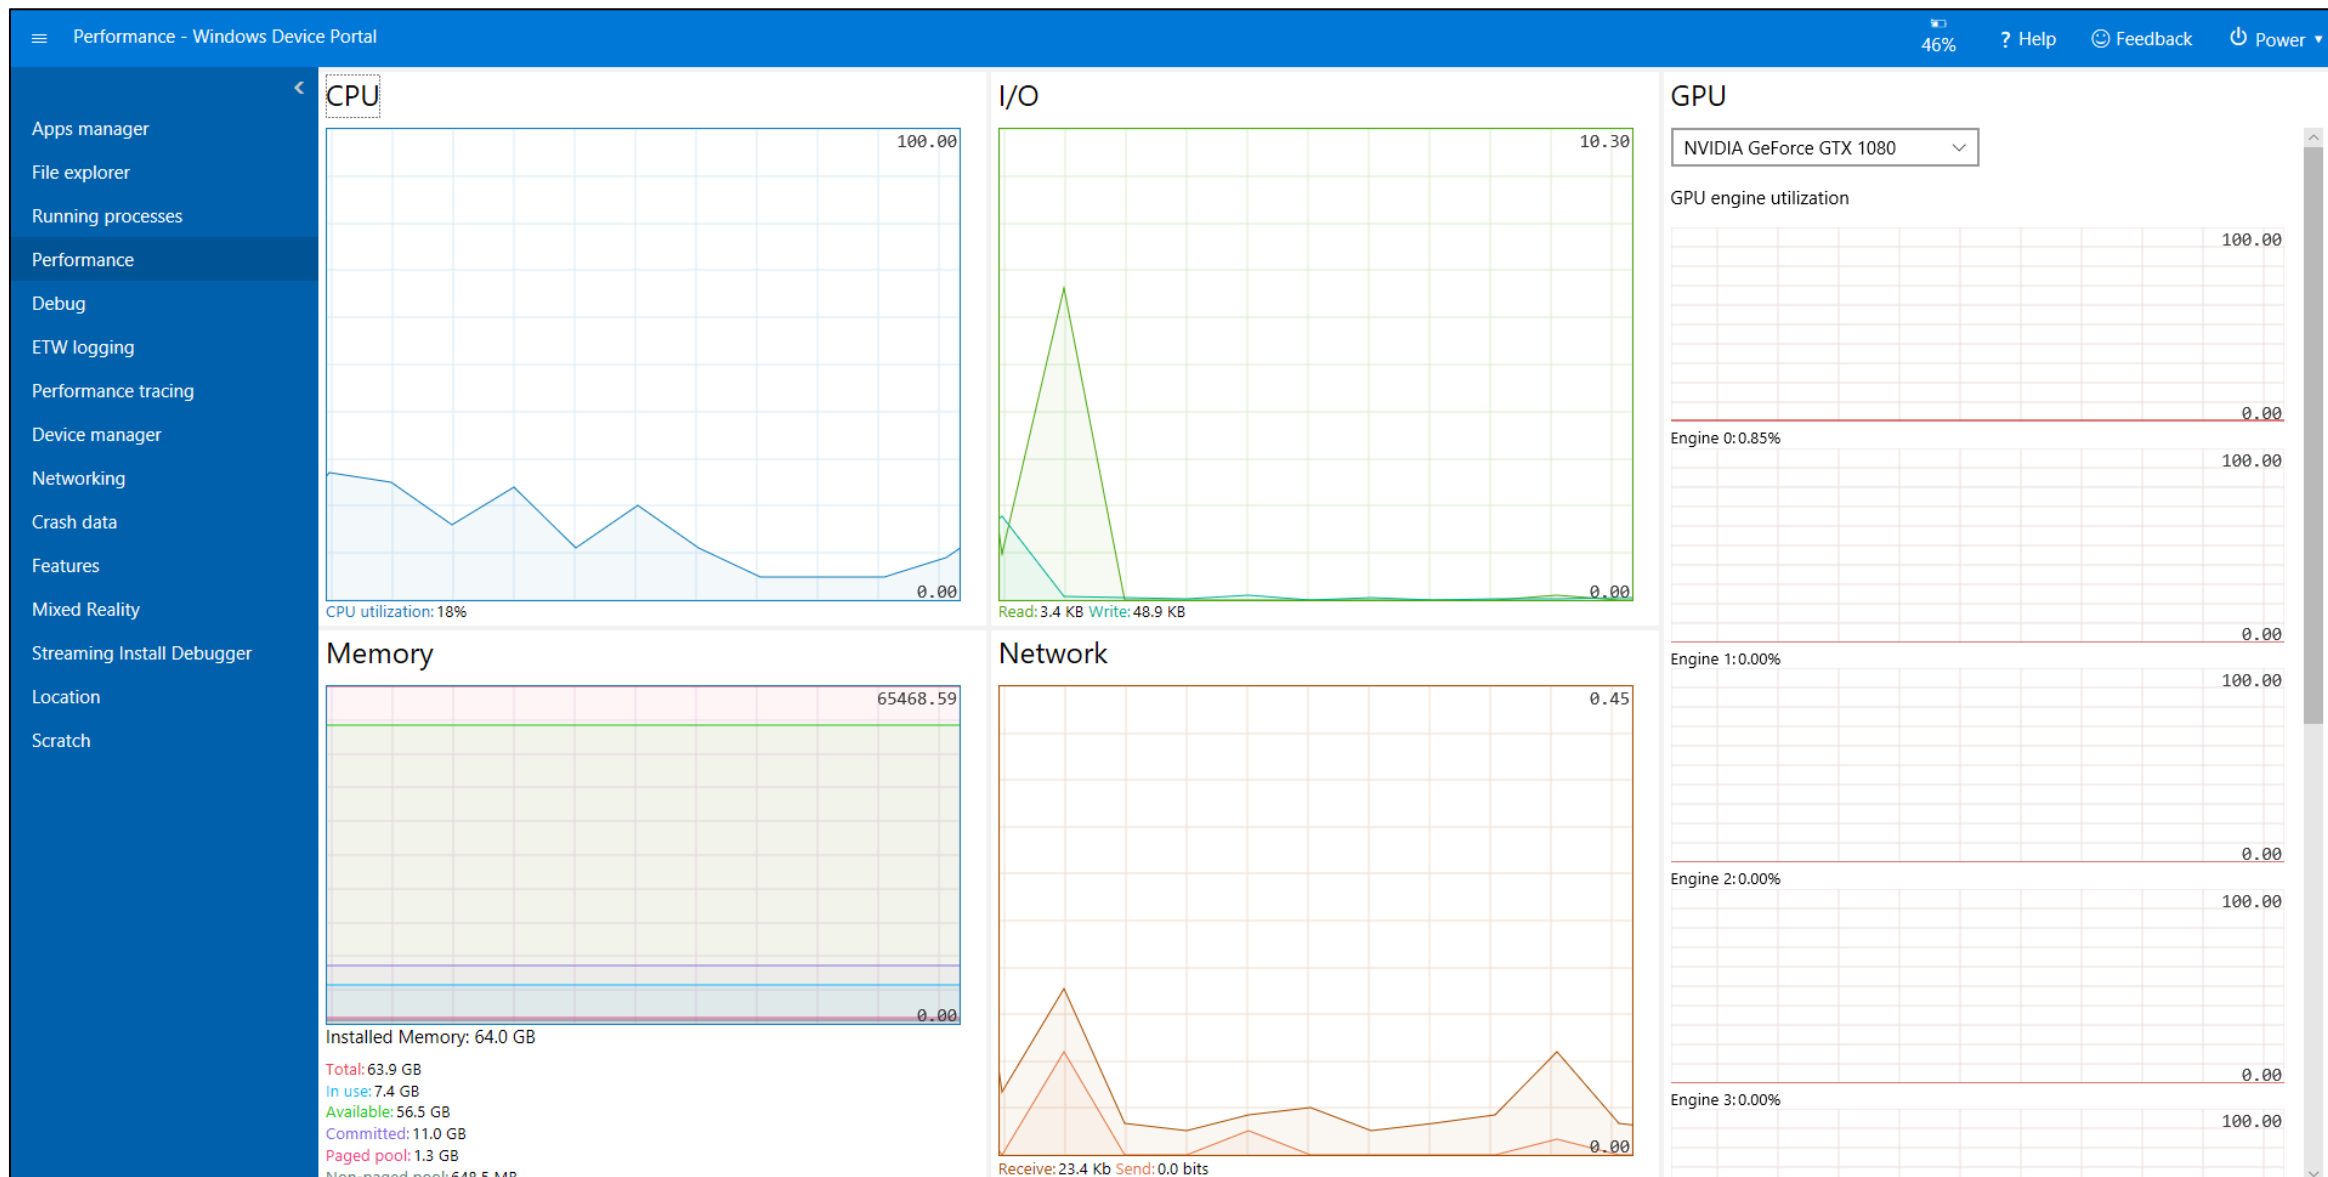 Performance - Windows Device Portal
46%
? Help
Feedback
Power
Apps manager
File explorer
Running processes
Performance
Debug
ETW logging
Performance tracing
Device manager
Networking
Crash data
Features
Mixed Reality
Streaming Install Debugger
Location
Scratch
CPU
100.00
0.00
CPU utilization: 18%
I/O
10.30
0.00
Read: 3.4 KB Write: 48.9 KB
Memory
65468.59
0.00
Installed Memory: 64.0 GB
Total: 63.9 GB
In use: 7.4 GB
Available: 56.5 GB
Committed: 11.0 GB
Paged pool: 1.3 GB
Non-paged pool: 648.5 MB
Network
0.45
0.00
Receive: 23.4 Kb Send: 0.0 bits
GPU
NVIDIA GeForce GTX 1080
GPU engine utilization
100.00
0.00
Engine 0: 0.85%
100.00
0.00
Engine 1: 0.00%
100.00
0.00
Engine 2: 0.00%
100.00
0.00
Engine 3: 0.00%
100.00